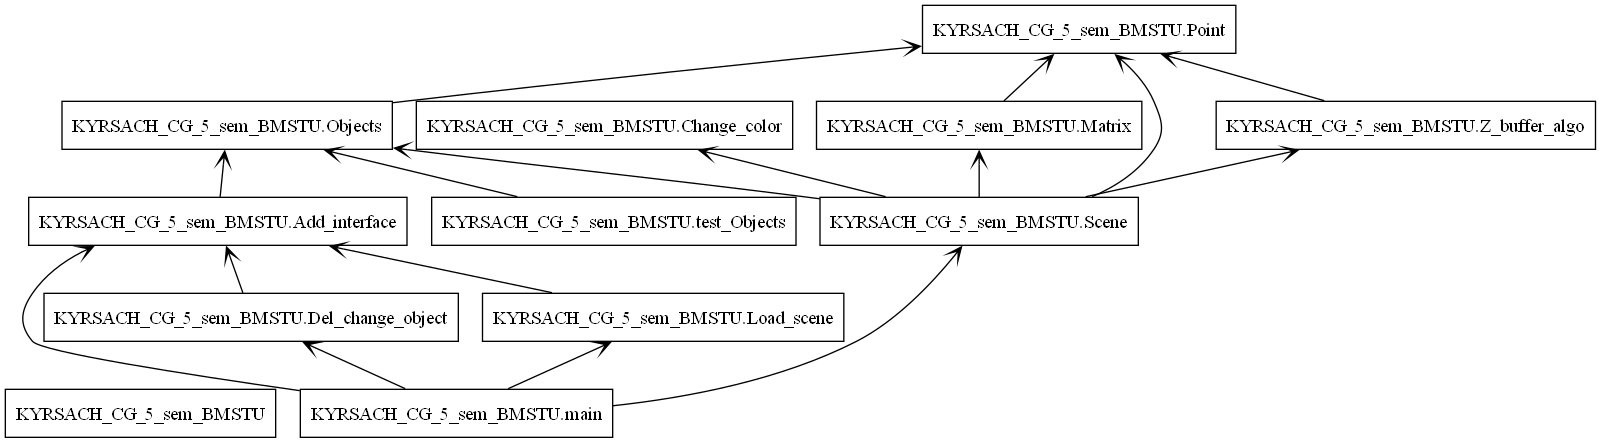 KYRSACH_CG_5_sem_BMSTU.Point
KYRSACH_CG_5_sem_BMSTU.Objects
KYRSACH_CG_5_sem_BMSTU.Change_color
KYRSACH_CG_5_sem_BMSTU.Matrix
KYRSACH_CG_5_sem_BMSTU.Z_buffer_algo
KYRSACH_CG_5_sem_BMSTU.Add_interface
KYRSACH_CG_5_sem_BMSTU.test_Objects
KYRSACH_CG_5_sem_BMSTU.Scene
KYRSACH_CG_5_sem_BMSTU.Del_change_object
KYRSACH_CG_5_sem_BMSTU.Load_scene
KYRSACH_CG_5_sem_BMSTU
KYRSACH_CG_5_sem_BMSTU.main